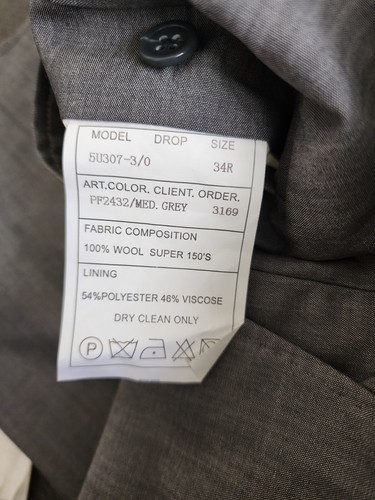 MODEL DROP SIZE
5U307-3/0 34R
ART.COLOR. CLIENT. ORDER.
PF2432/MED. GREY 3169
FABRIC COMPOSITION
100% WOOL SUPER 150'S
LINING
54%POLYESTER 46% VISCOSE
DRY CLEAN ONLY
P